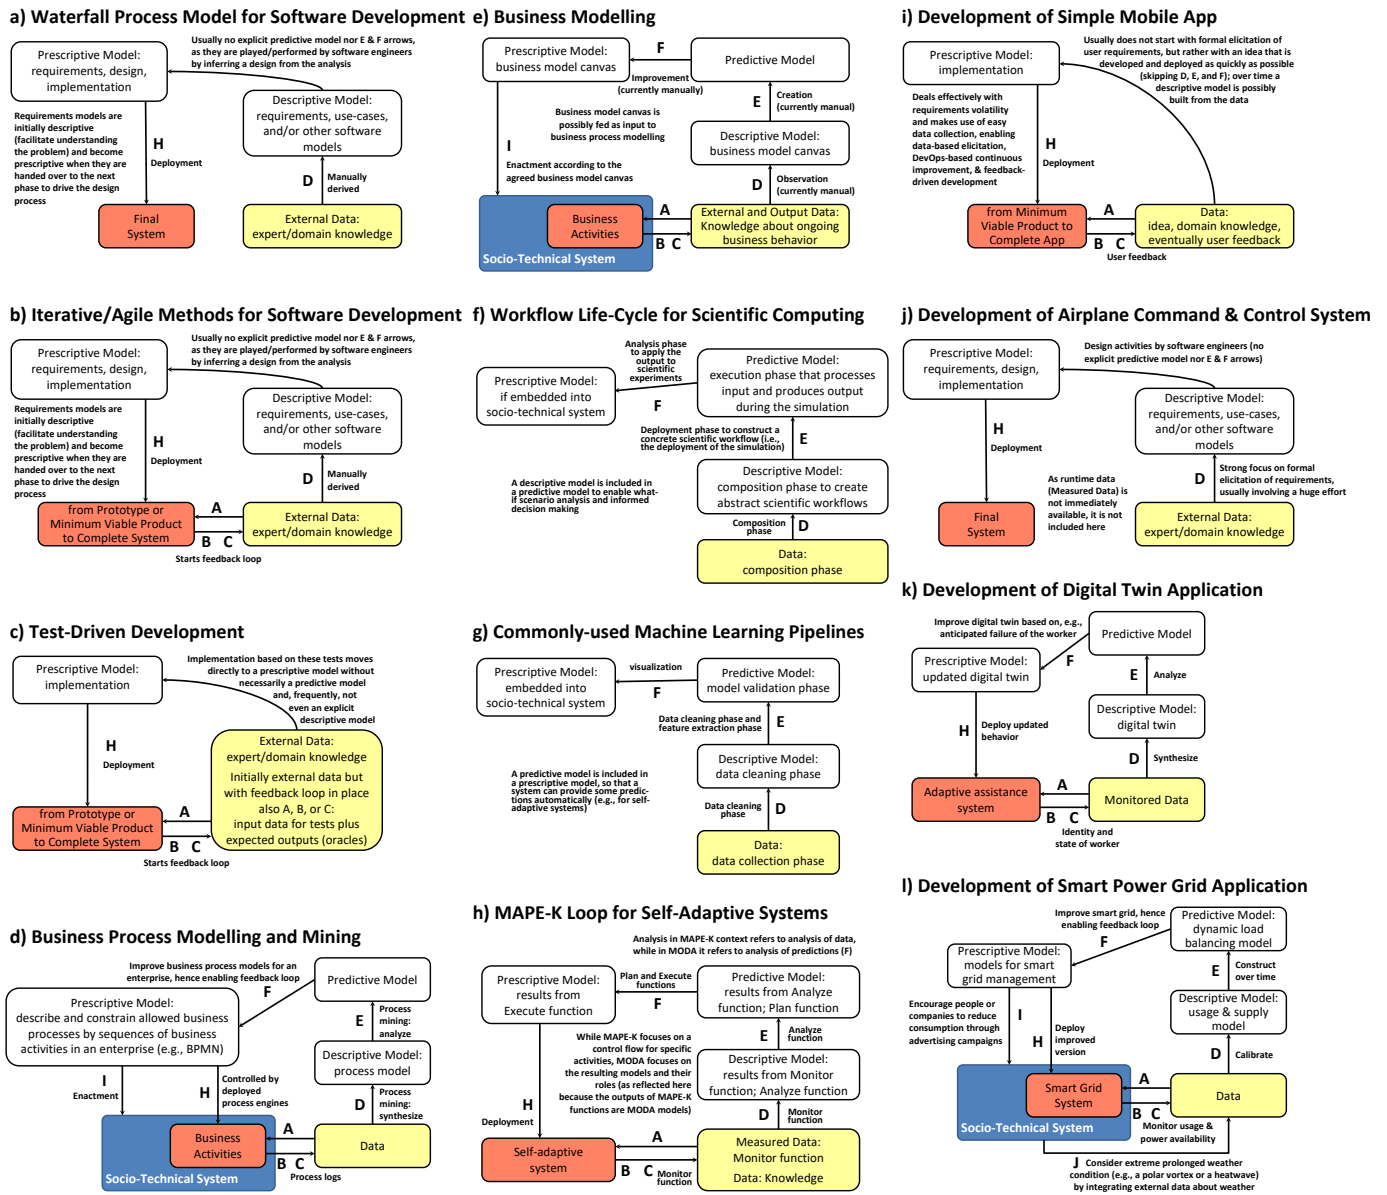 a) Waterfall Process Model for Software Development
Prescriptive Model:
requirements, design,
implementation
Usually no explicit predictive model nor E & F arrows,
as they are played/performed by software engineers
by inferring a design from the analysis
Descriptive Model:
requirements, use-cases,
and/or other software
models
Requirements models are
initially descriptive
(facilitate understanding
the problem) and become
prescriptive when they are
handed over to the next
phase to drive the design
process
H
Deployment
D
Manually
derived
Final
System
External Data:
expert/domain knowledge
b) Iterative/Agile Methods for Software Development
Prescriptive Model:
requirements, design,
implementation
Usually no explicit predictive model nor E & F arrows,
as they are played/performed by software engineers
by inferring a design from the analysis
Descriptive Model:
requirements, use-cases,
and/or other software
models
Requirements models are
initially descriptive
(facilitate understanding
the problem) and become
prescriptive when they are
handed over to the next
phase to drive the design
process
H
Deployment
D
Manually
derived
from Prototype or
Minimum Viable Product
to Complete System
A
B C
Starts feedback loop
External Data:
expert/domain knowledge
c) Test-Driven Development
Prescriptive Model:
implementation
Implementation based on these tests moves
directly to a prescriptive model without
necessarily a predictive model
and, frequently, not
even an explicit
descriptive model
H
Deployment
External Data:
expert/domain knowledge
Initially external data but
with feedback loop in place
also A, B, or C:
input data for tests plus
expected outputs (oracles)
from Prototype or
Minimum Viable Product
to Complete System
A
B C
Starts feedback loop
d) Business Process Modelling and Mining
Improve business process models for an
enterprise, hence enabling feedback loop
F
Predictive Model
Prescriptive Model:
describe and constrain allowed business
processes by sequences of business
activities in an enterprise (e.g., BPMN)
E
Process
mining:
analyze
Descriptive Model:
process model
I
Enactment
H
Controlled by
deployed
process engines
D
Process
mining:
synthesize
Business
Activities
Socio-Technical System
A
B C
Process logs
Data
e) Business Modelling
Prescriptive Model:
business model canvas
F
Improvement
(currently manually)
Predictive Model
E
Creation
(currently manual)
Business model canvas is
possibly fed as input to
business process modelling
Descriptive Model:
business model canvas
I
Enactment according to the
agreed business model canvas
D
Observation
(currently manual)
Business
Activities
Socio-Technical System
A
B C
External and Output Data:
Knowledge about ongoing
business behavior
f) Workflow Life-Cycle for Scientific Computing
Analysis phase
to apply the
output to
scientific
experiments
Prescriptive Model:
if embedded into
socio-technical system
F
Predictive Model:
execution phase that processes
input and produces output
during the simulation
Deployment phase to construct a
concrete scientific workflow (i.e.,
the deployment of the simulation)
E
A descriptive model is included
in a predictive model to enable what-
if scenario analysis and informed
decision making
Descriptive Model:
composition phase to create
abstract scientific workflows
Composition
phase
D
Data:
composition phase
g) Commonly-used Machine Learning Pipelines
Prescriptive Model:
embedded into
socio-technical system
visualization
F
Predictive Model:
model validation phase
Data cleaning phase and
feature extraction phase
E
A predictive model is included in
a prescriptive model, so that a
system can provide some predic-
tions automatically (e.g., for self-
adaptive systems)
Descriptive Model:
data cleaning phase
Data cleaning
phase
D
Data:
data collection phase
h) MAPE-K Loop for Self-Adaptive Systems
Analysis in MAPE-K context refers to analysis of data,
while in MODA it refers to analysis of predictions (F)
Prescriptive Model:
results from
Execute function
Plan and Execute
functions
F
Predictive Model:
results from Analyze
function; Plan function
E
Analyze
function
While MAPE-K focuses on a
control flow for specific
activities, MODA focuses on
the resulting models and their
roles (as reflected here
because the outputs of MAPE-K
functions are MODA models)
Descriptive Model:
results from Monitor
function; Analyze function
H
Deployment
D
Monitor
function
Self-adaptive
system
A
B C
Monitor
function
Measured Data:
Monitor function
Data: Knowledge
i) Development of Simple Mobile App
Prescriptive Model:
implementation
Usually does not start with formal elicitation of
user requirements, but rather with an idea that is
developed and deployed as quickly as possible
(skipping D, E, and F); over time a
descriptive model is possibly
built from the data
Deals effectively with
requirements volatility
and makes use of easy
data collection, enabling
data-based elicitation,
DevOps-based continuous
improvement, & feedback-
driven development
H
Deployment
from Minimum
Viable Product to
Complete App
A
B C
User feedback
Data:
idea, domain knowledge,
eventually user feedback
j) Development of Airplane Command & Control System
Prescriptive Model:
requirements, design,
implementation
Design activities by software engineers (no
explicit predictive model nor E & F arrows)
Descriptive Model:
requirements, use-cases,
and/or other software
models
H
Deployment
As runtime data
(Measured Data) is
not immediately
available, it is not
included here
D
Strong focus on formal
elicitation of requirements,
usually involving a huge effort
Final
System
External Data:
expert/domain knowledge
k) Development of Digital Twin Application
Improve digital twin based on, e.g.,
anticipated failure of the worker
F
Predictive Model
Prescriptive Model:
updated digital twin
E
Analyze
Descriptive Model:
digital twin
H
Deploy updated
behavior
D
Synthesize
Adaptive assistance
system
A
B C
Identity and
state of worker
Monitored Data
l) Development of Smart Power Grid Application
Improve smart grid, hence
enabling feedback loop
F
Predictive Model:
dynamic load
balancing model
Prescriptive Model:
models for smart
grid management
E
Construct
over time
Descriptive Model:
usage & supply
model
Encourage people or
companies to reduce
consumption through
advertising campaigns
I
H
Deploy
improved
version
D
Calibrate
Smart Grid
System
Socio-Technical System
A
B C
Monitor usage &
power availability
Data
J Consider extreme prolonged weather
condition (e.g., a polar vortex or a heatwave)
by integrating external data about weather